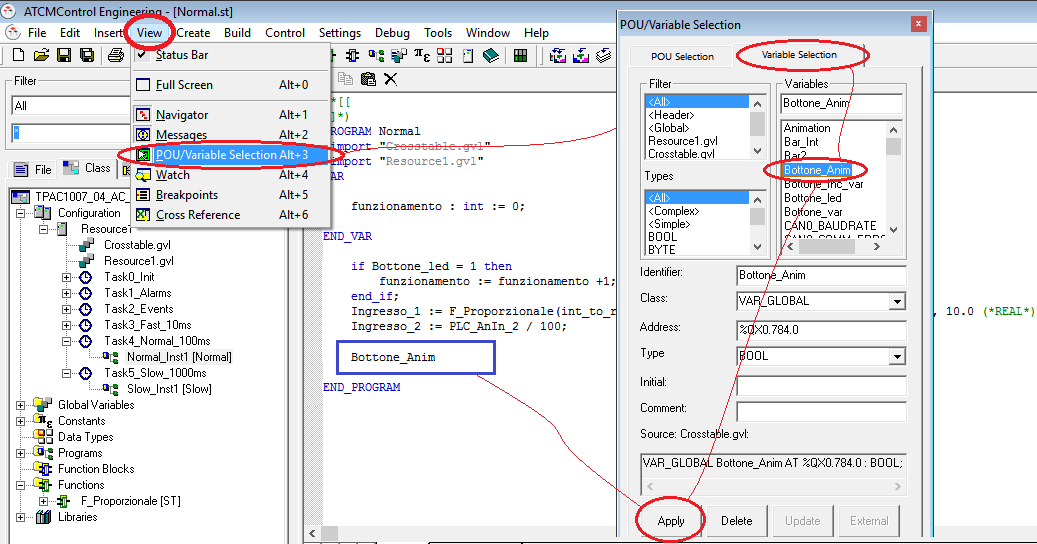 ATCMControl Engineering - [Normal.st]
File Edit Insert View Create Build Control Settings Debug Tools Window Help
Status Bar
Full Screen Alt+0
Navigator Alt+1
Messages Alt+2
POU/Variable Selection Alt+3
Watch Alt+4
Breakpoints Alt+5
Cross Reference Alt+6
Filter
All
*
File Class
TPAC1007_04_AC_
Configuration
Resource1
Crosstable.gvl
Resource1.gvl
Task0_Init
Task1_Alarms
Task2_Events
Task3_Fast_10ms
Task4_Normal_100ms
Normal_Inst1 [Normal]
Task5_Slow_1000ms
Slow_Inst1 [Slow]
Global Variables
Constants
Data Types
Programs
Function Blocks
Functions
F_Proporzionale [ST]
Libraries
*[[
]*)
PROGRAM Normal
import "Crosstable.gvl"
import "Resource1.gvl"
VAR
funzionamento : int := 0;
END_VAR
if Bottone_led = 1 then
funzionamento := funzionamento +1;
end_if;
Ingresso_1 := F_Proporzionale(int_to_r , 10.0 (*REAL*)
Ingresso_2 := PLC_AnIn_2 / 100;
Bottone_Anim
END_PROGRAM
POU/Variable Selection
POU Selection Variable Selection
Filter
<All>
<Header>
<Global>
Resource1.gvl
Crosstable.gvl
Types
<All>
<Complex>
<Simple>
BOOL
BYTE
Variables
Bottone_Anim
Animation
Bar_Int
Bar2
Bottone_Anim
Bottone_Inc_var
Bottone_led
Bottone_var
CAN0_BAUDRATE
CAN0_COMM_ERRO
Identifier: Bottone_Anim
Class: VAR_GLOBAL
Address: %QX0.784.0
Type BOOL
Initial:
Comment:
Source: Crosstable.gvl:
VAR_GLOBAL Bottone_Anim AT %QX0.784.0 : BOOL;
Apply Delete Update External